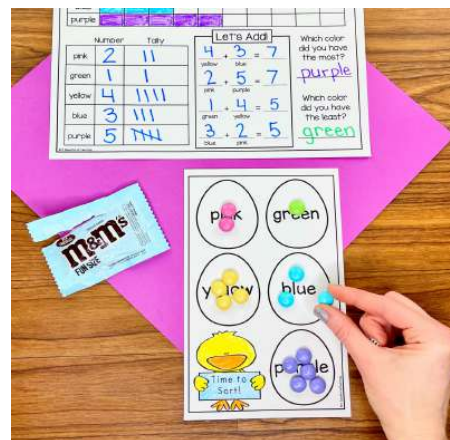 blue
purple
Number Tally
pink 2 ||
green 1 |
yellow 4 ||||
blue 3 |||
purple 5 ||||
Let's Add!
4 + 3 = 7
yellow blue
2 + 5 = 7
pink purple
1 + 4 = 5
green yellow
3 + 2 = 5
blue pink
Which color
did you have
the most?
purple
Which color
did you have
the least?
green
m&m's
FUN SIZE
pink
green
yellow
blue
purple
Time to
Sort!